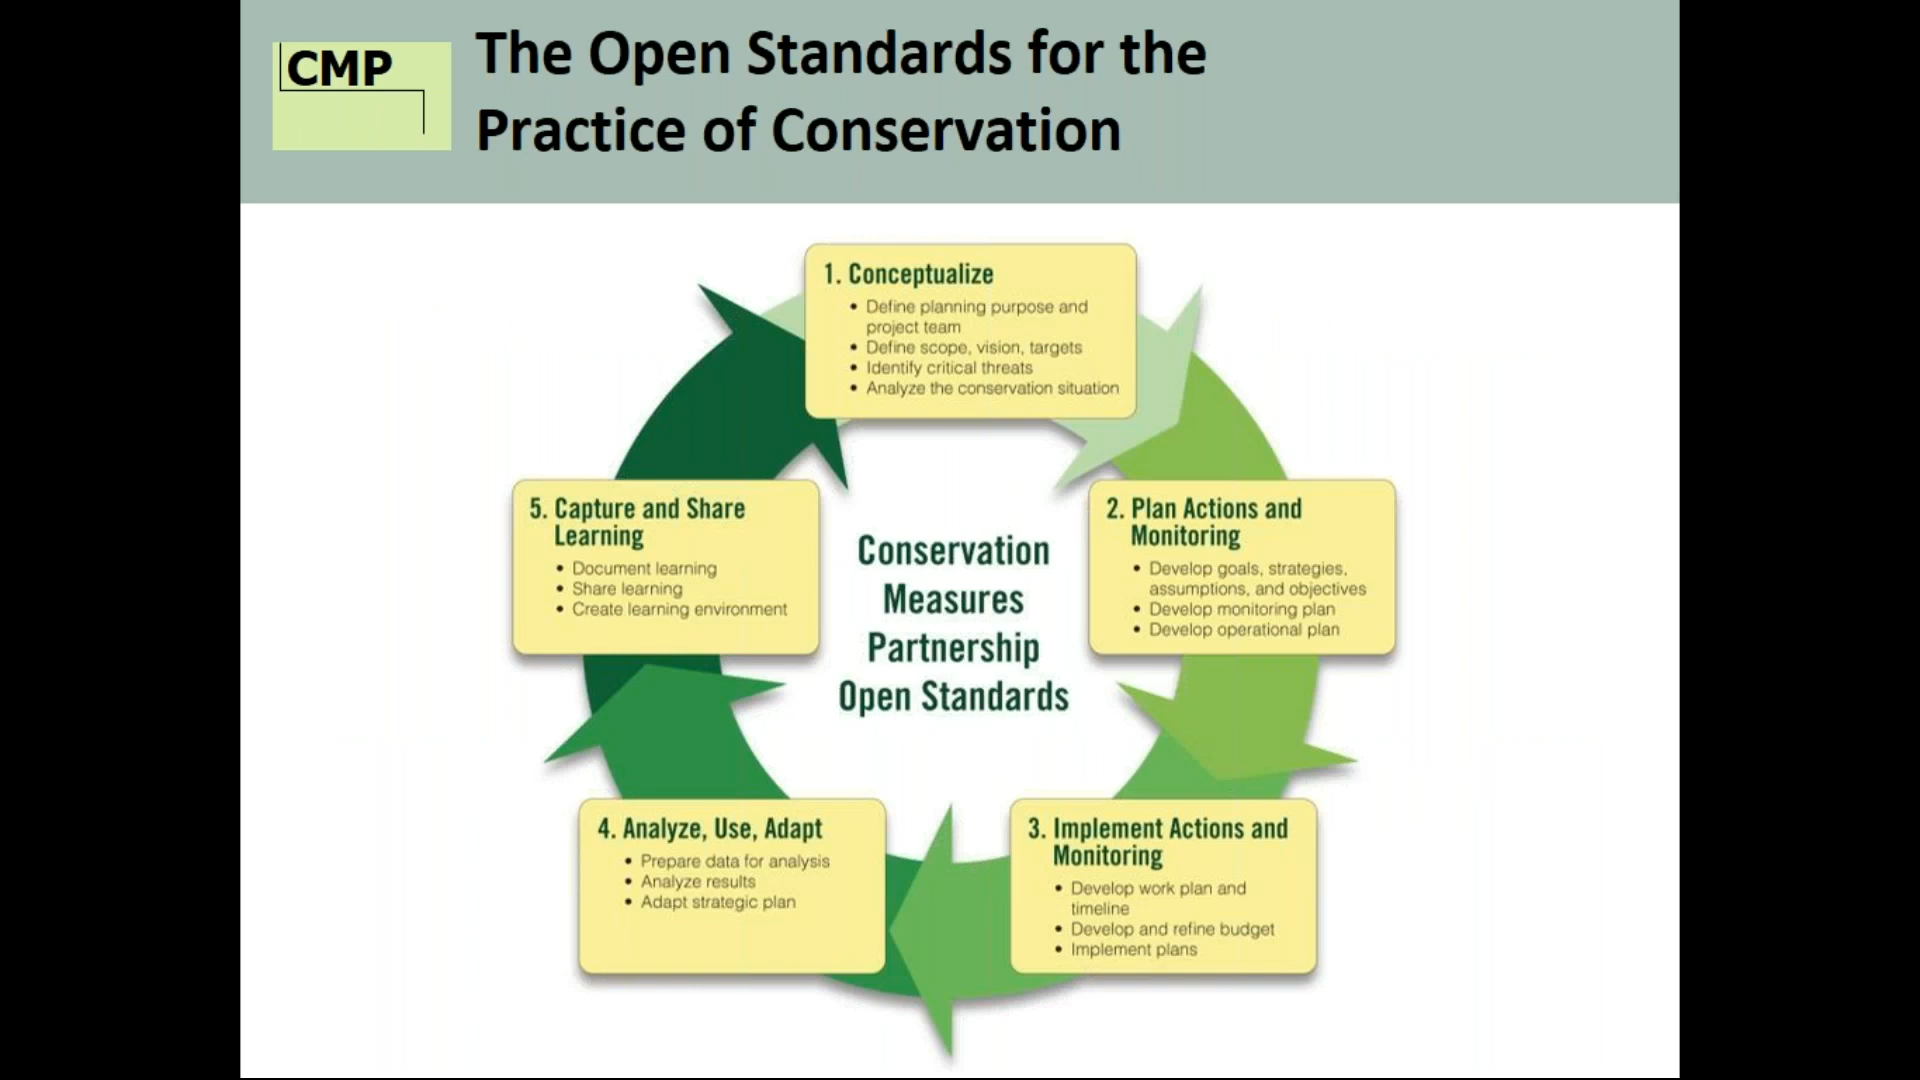 CMP
The Open Standards for the
Practice of Conservation
1. Conceptualize
• Define planning purpose and
project team
• Define scope, vision, targets
• Identify critical threats
• Analyze the conservation situation
2. Plan Actions and
Monitoring
• Develop goals, strategies,
assumptions, and objectives
• Develop monitoring plan
• Develop operational plan
3. Implement Actions and
Monitoring
• Develop work plan and
timeline
• Develop and refine budget
• Implement plans
4. Analyze, Use, Adapt
• Prepare data for analysis
• Analyze results
• Adapt strategic plan
5. Capture and Share
Learning
• Document learning
• Share learning
• Create learning environment
Conservation
Measures
Partnership
Open Standards